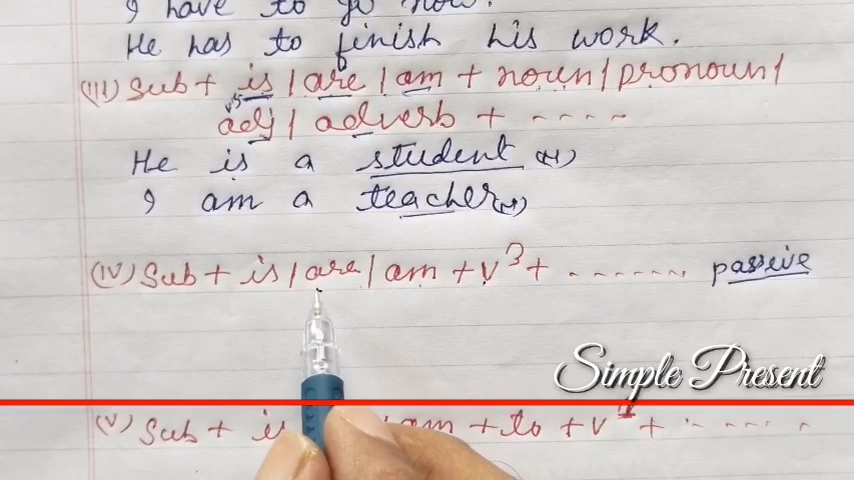 I have to go now.
He has to finish his work.
(III) Sub + is / are / am + noun / pronoun /
adj / adverb + ....
He is a student (N)
I am a teacher (N)
(IV) Sub + is / are / am + V3 + ....... passive
Simple Present
(V) Sub + is am + to + V1 + ......